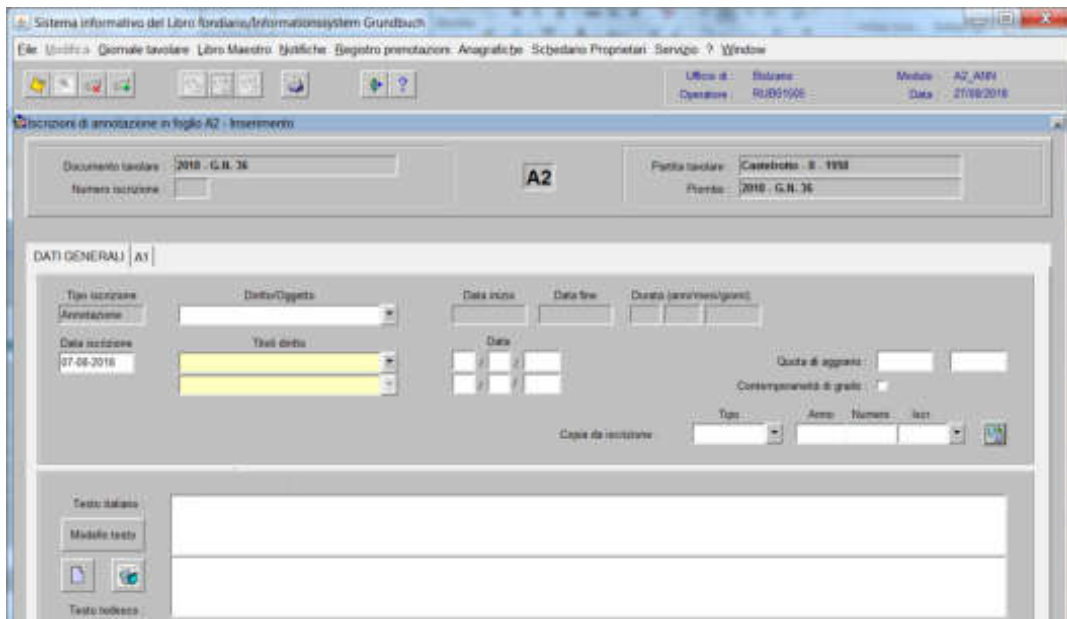 Sistema informativo del Libro fondiario/Informationssystem Grundbuch
File Modifica Giornale tavolare Libro Maestro Notifiche Registro prenotazioni Anagrafiche Schedario Proprietari Servizio ? Window
Ufficio di : Bolzano Modulo : A2_ANN
Operatore : Data : 27/08/2018
Iscrizioni di annotazione in foglio A2 - Inserimento
Documento tavolare : 2018 - G.N. 36 A2 Partita tavolare : Castelrotto - II - 1998
Numero iscrizione Piombo : 2018 - G.N. 36
DATI GENERALI A1
Tipo iscrizione Diritto/Oggetto Data inizio Data fine Durata (anni/mesi/giorni)
Annotazione
Data iscrizione Titoli diritto Data
07-08-2018 / / Quota di aggravio :
/ / Contemporaneità di grado :
Tipo Anno Numero Iscr.
Copia da iscrizione
Testo italiano
Modello testo
Testo tedesco